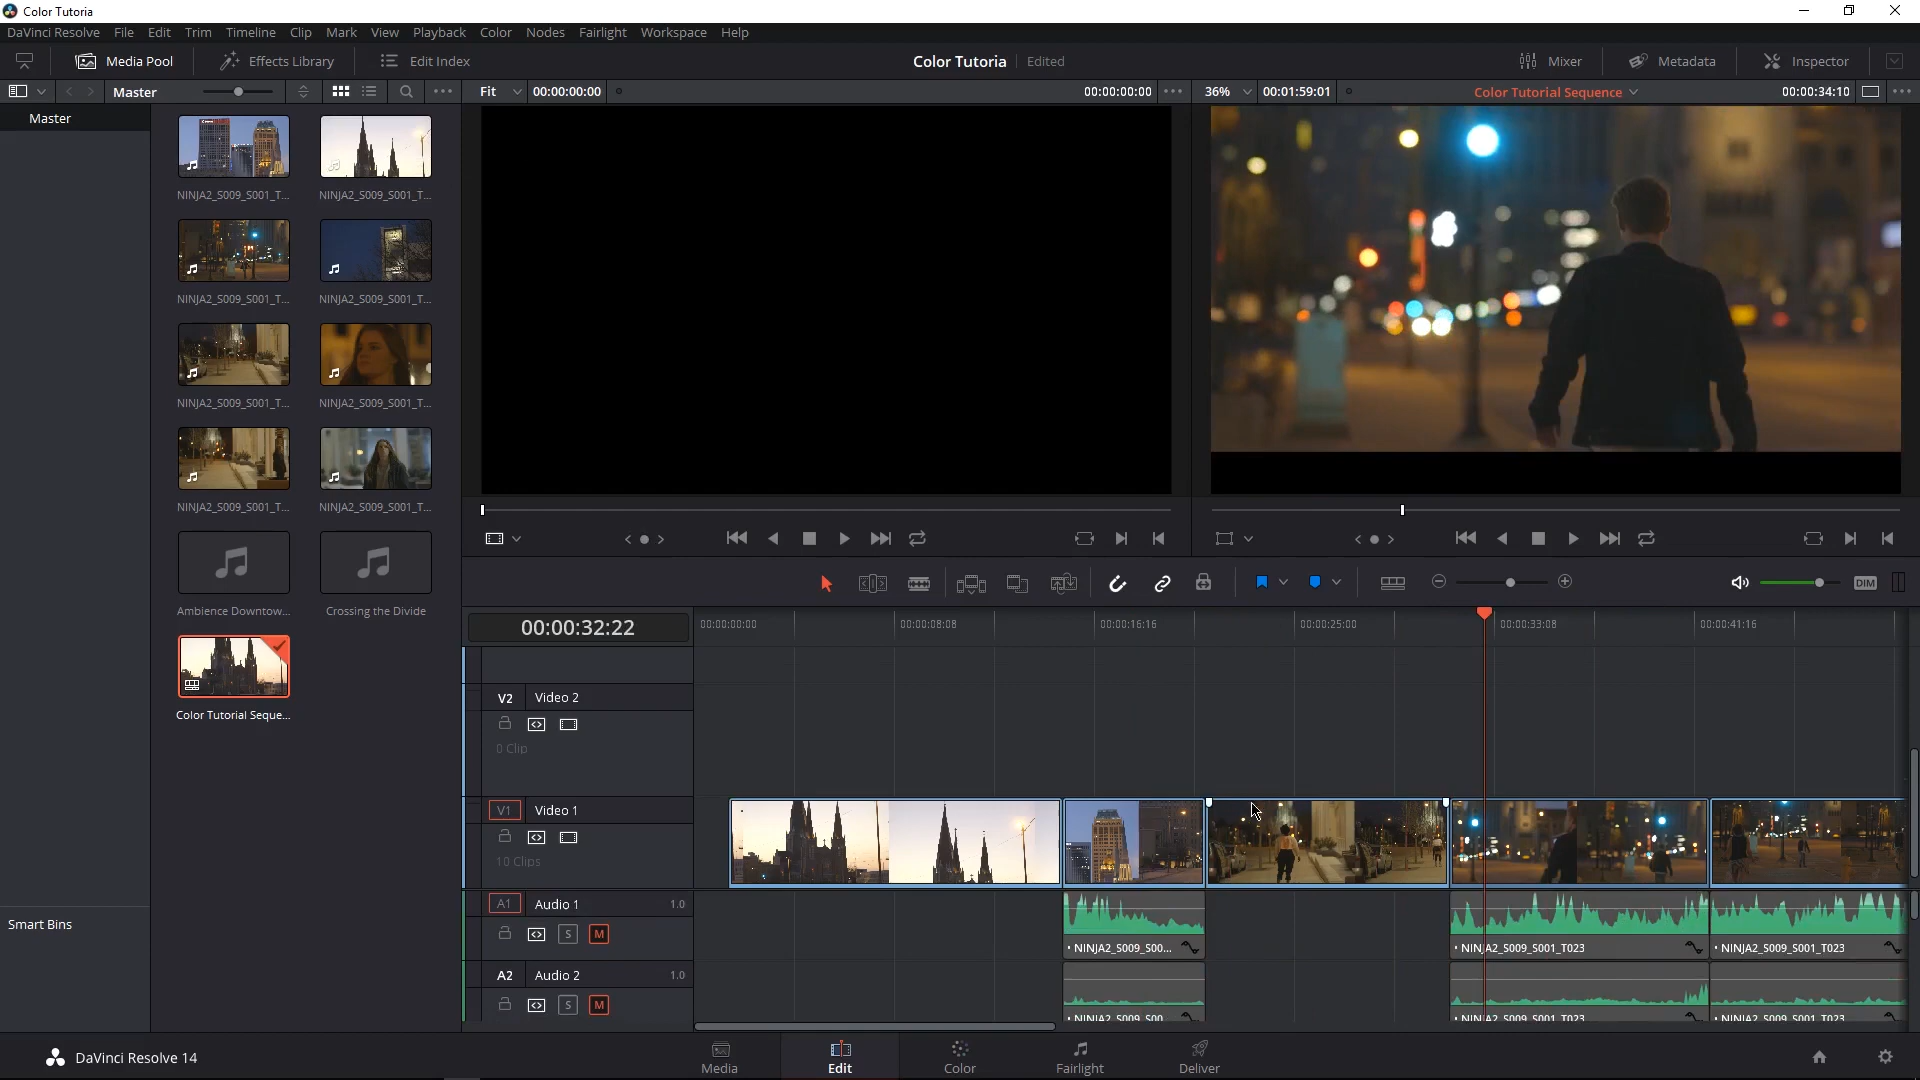 Color Tutoria
DaVinci Resolve File Edit Trim Timeline Clip Mark View Playback Color Nodes Fairlight Workspace Help
Media Pool Effects Library Edit Index Color Tutoria Edited Mixer Metadata Inspector
Master Fit 00:00:00:00 00:00:00:00 36% 00:01:59:01 Color Tutorial Sequence 00:00:34:10
Master
NINJA2_S009_S001_T... NINJA2_S009_S001_T...
NINJA2_S009_S001_T... NINJA2_S009_S001_T...
NINJA2_S009_S001_T... NINJA2_S009_S001_T...
NINJA2_S009_S001_T... NINJA2_S009_S001_T...
Ambience Downtow... Crossing the Divide
Color Tutorial Seque...
Smart Bins
DIM
00:00:32:22 00:00:00:00 00:00:08:08 00:00:16:16 00:00:25:00 00:00:33:08 00:00:41:16
V2 Video 2
0 Clip
V1 Video 1
10 Clips
A1 Audio 1 1.0
S M
NINJA2_S009_S00... NINJA2_S009_S001_T023 NINJA2_S009_S001_T023
A2 Audio 2 1.0
S M
NINJA2_S009_S00... NINJA2_S009_S001_T023 NINJA2_S009_S001_T023
DaVinci Resolve 14 Media Edit Color Fairlight Deliver